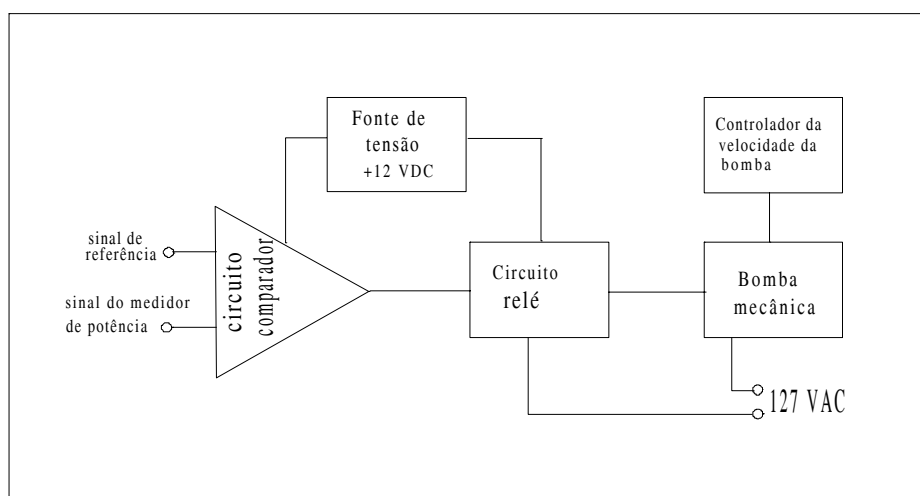 Fonte de
tensão
+12 VDC
Controlador da
velocidade da
bomba
sinal de
referência
sinal do medidor
de potência
circuito
comparador
Circuito
relé
Bomba
mecânica
127 VAC